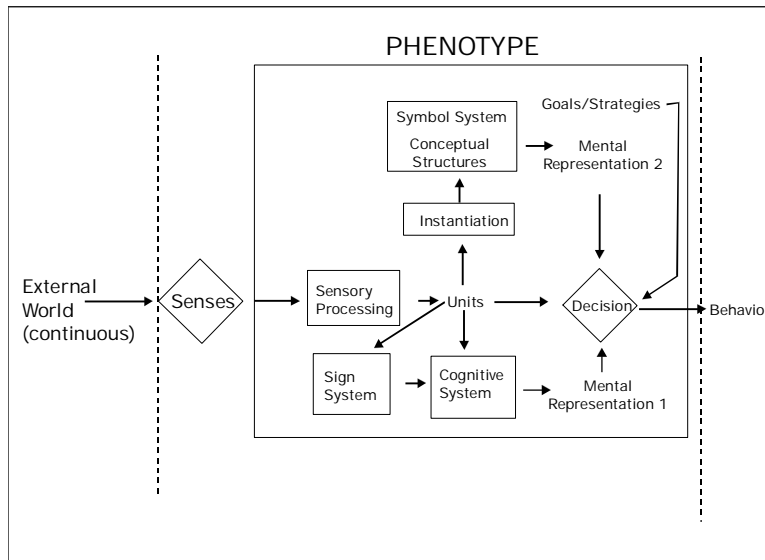 PHENOTYPE
Goals/Strategies
Symbol System
Conceptual
Structures
Mental
Representation 2
Instantiation
External
World
(continuous)
Senses
Sensory
Processing
Units
Decision
Behavio
Sign
System
Cognitive
System
Mental
Representation 1